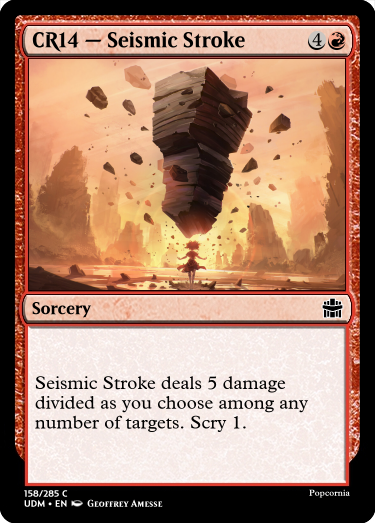 CR14 — Seismic Stroke 4
Sorcery
Seismic Stroke deals 5 damage
divided as you choose among any
number of targets. Scry 1.
158/285 C Popcornia
UDM • EN Geoffrey Amesse